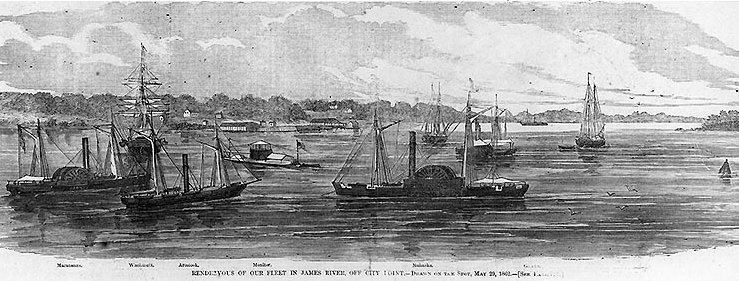 Maratanza. Wachusett. Aroostook. Monitor. Nahaska.
RENDEZVOUS OF OUR FLEET IN JAMES RIVER, OFF CITY POINT.—DRAWN ON THE SPOT, MAY 29, 1862.—[SEE